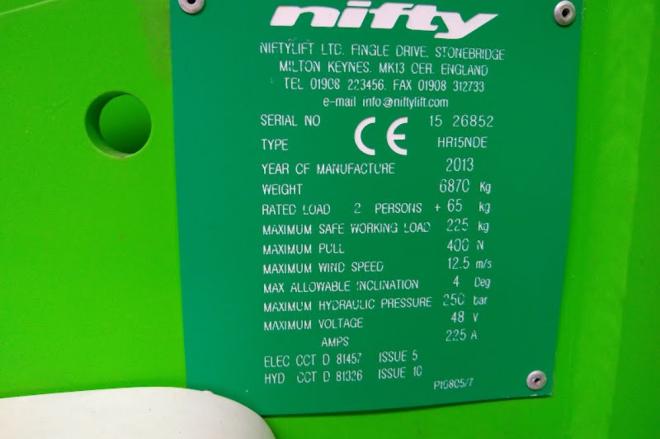 nifty
NIFTYLIFT LTD. FINGLE DRIVE, STONEBRIDGE
MILTON KEYNES. MK13 OER. ENGLAND
TEL 01908 223456. FAX 01908 312733
e-mail info@niftylift.com
SERIAL NO 15 26852
TYPE CE HR15NDE
YEAR OF MANUFACTURE 2013
WEIGHT 6870 Kg
RATED LOAD 2 PERSONS + 65 kg
MAXIMUM SAFE WORKING LOAD 225 kg
MAXIMUM PULL 400 N
MAXIMUM WIND SPEED 12.5 m/s
MAX ALLOWABLE INCLINATION 4 Deg
MAXIMUM HYDRAULIC PRESSURE 250 bar
MAXIMUM VOLTAGE 48 V
AMPS 225 A
ELEC CCT D 81457 ISSUE 5
HYD CCT D 81326 ISSUE 10
P10805/7